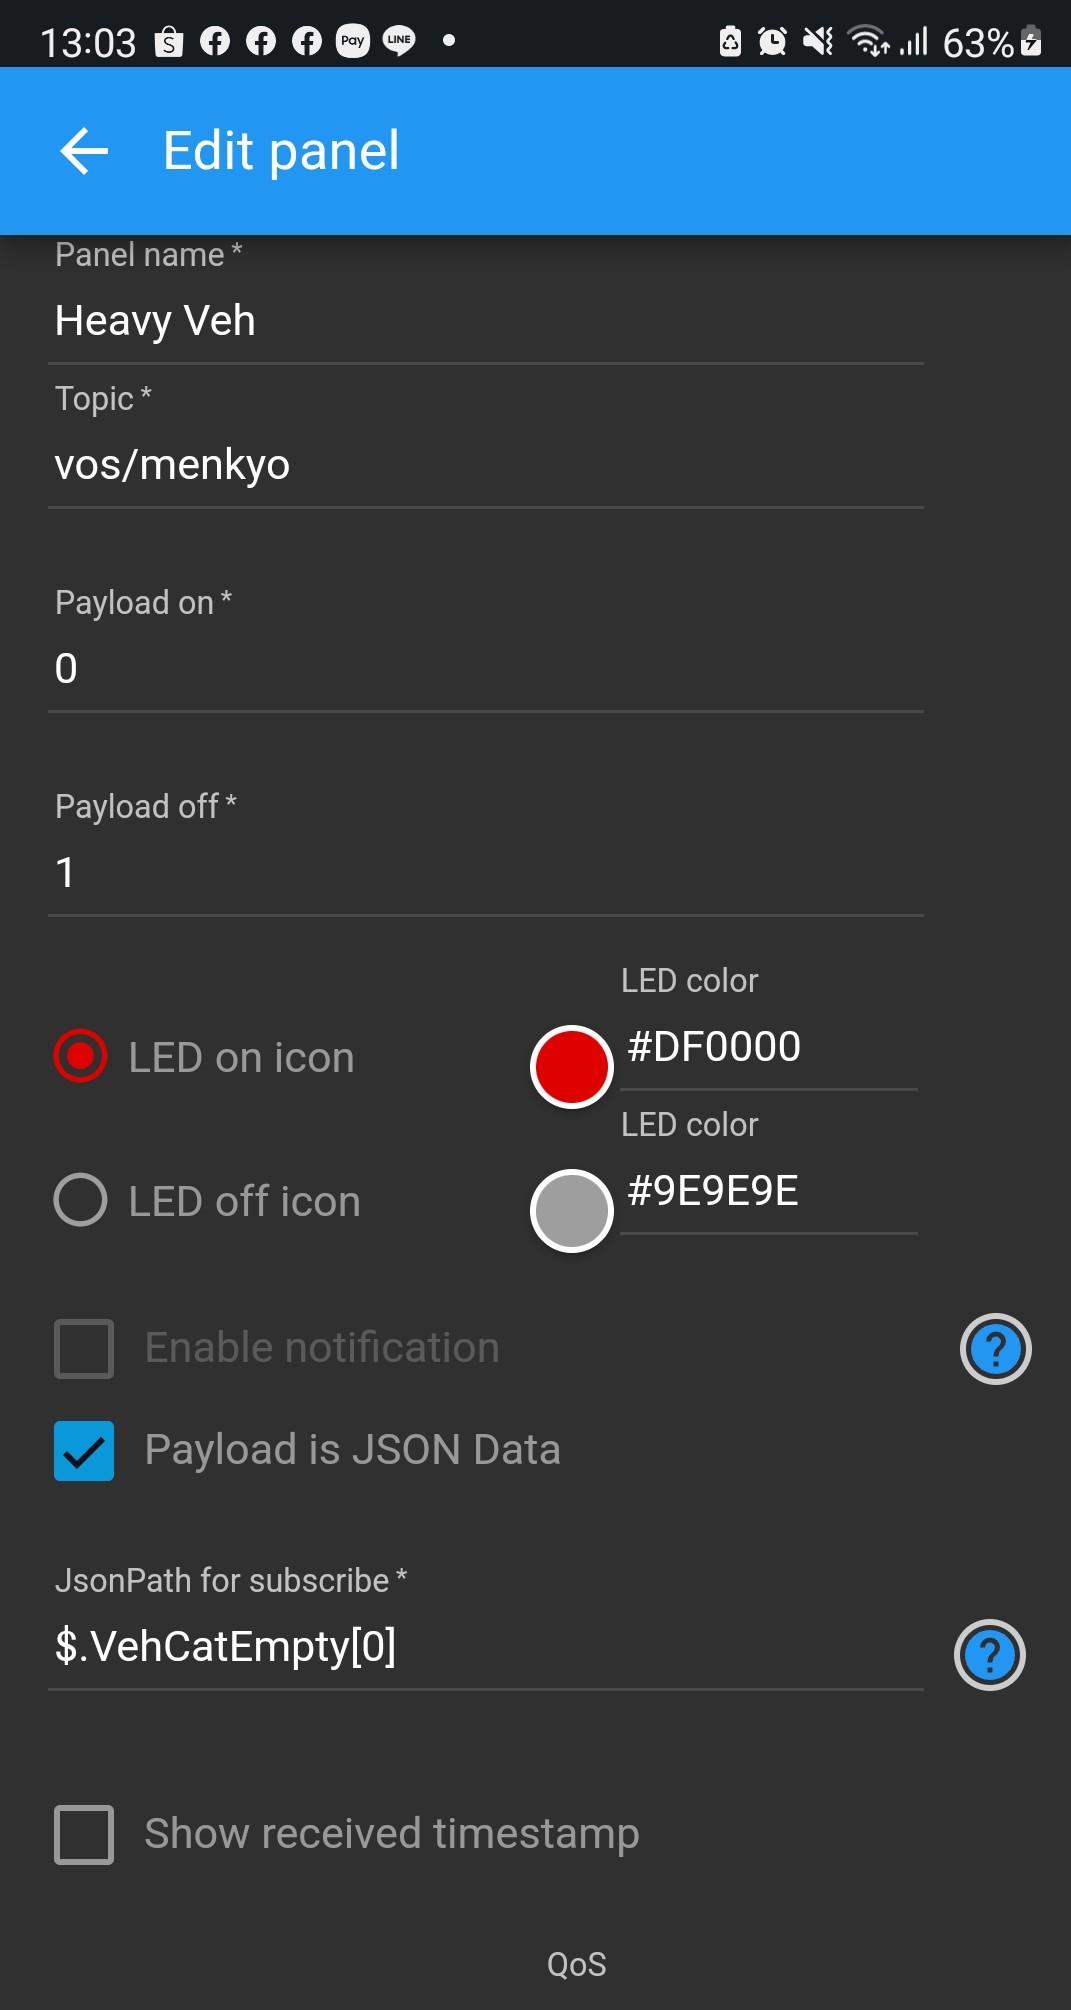 13:03
S
Pay
LINE
63%
Edit panel
Panel name *
Heavy Veh
Topic *
vos/menkyo
Payload on *
0
Payload off *
1
LED color
LED on icon
#DF0000
LED color
LED off icon
#9E9E9E
Enable notification
?
Payload is JSON Data
JsonPath for subscribe *
$.VehCatEmpty[0]
?
Show received timestamp
QoS